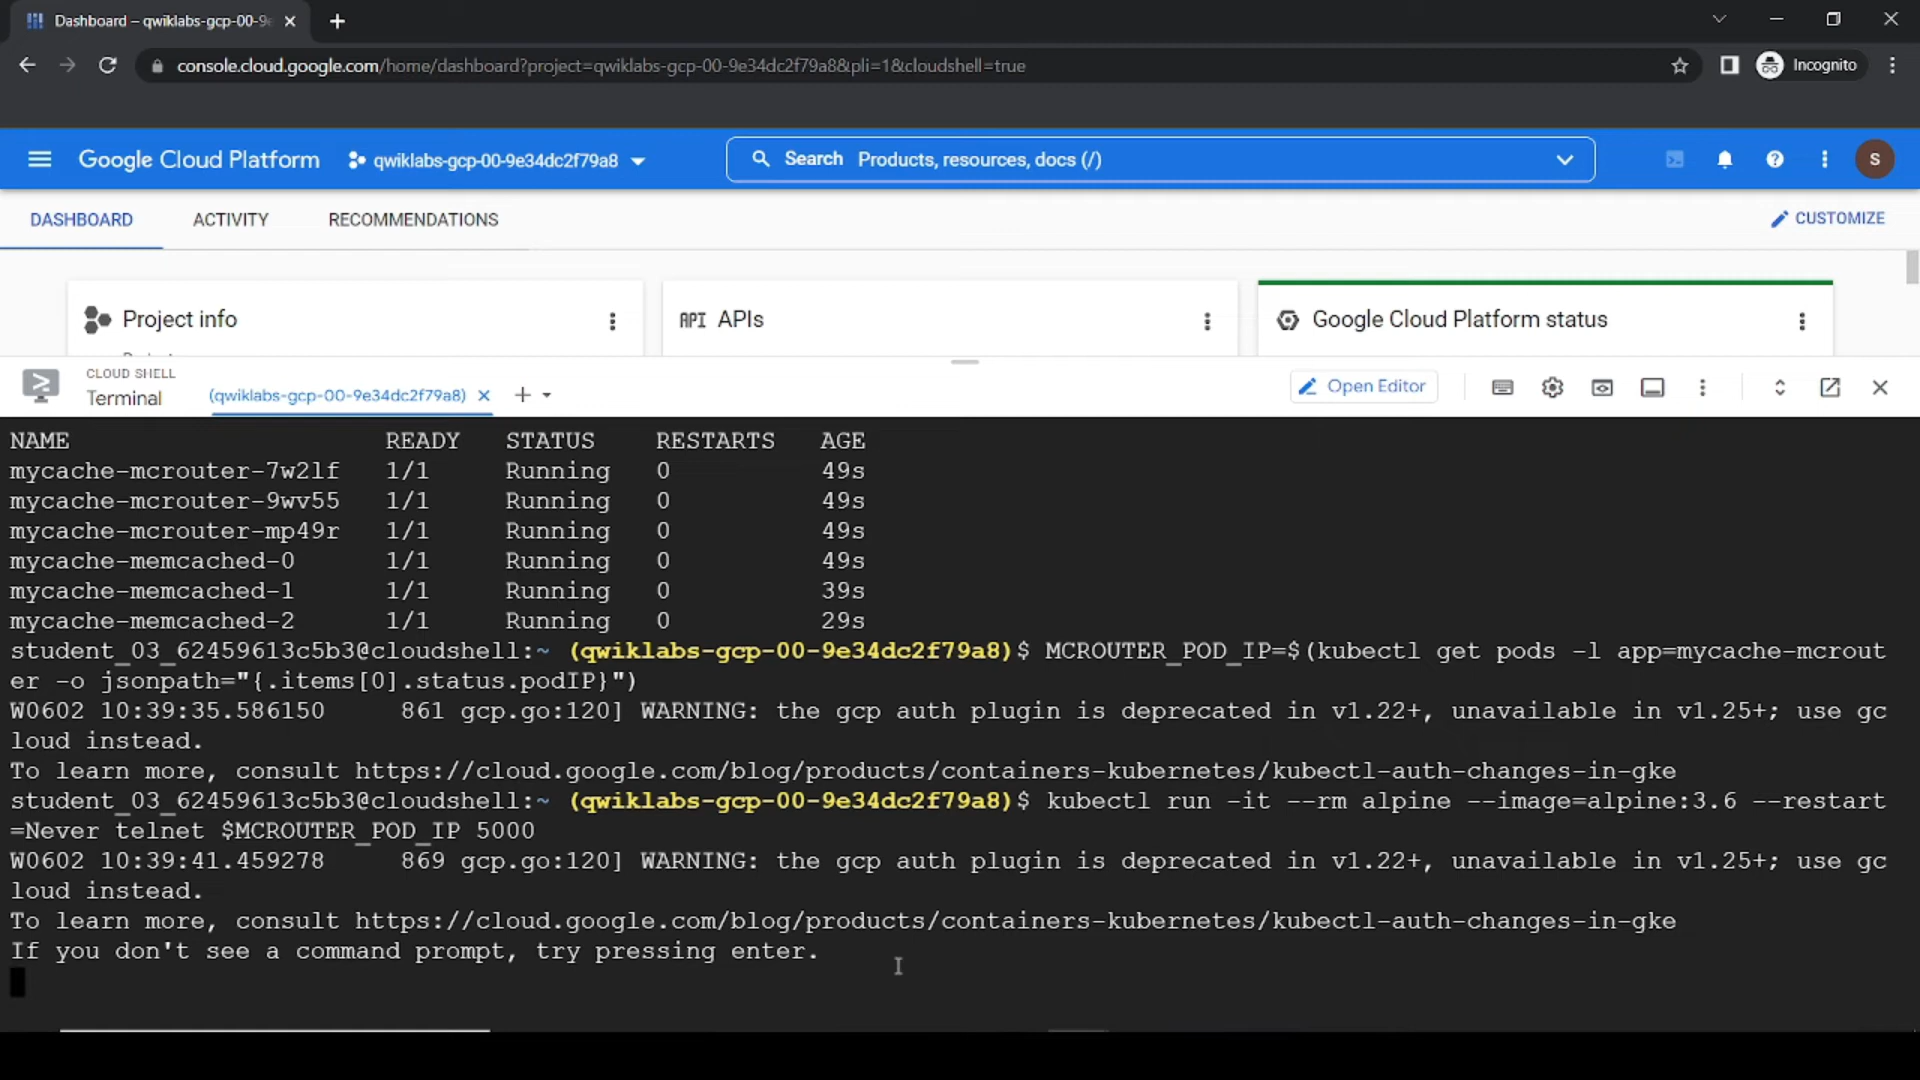 Dashboard – qwiklabs-gcp-00-9e
console.cloud.google.com/home/dashboard?project=qwiklabs-gcp-00-9e34dc2f79a8&pli=1&cloudshell=true
Incognito
Google Cloud Platform
qwiklabs-gcp-00-9e34dc2f79a8
Search Products, resources, docs (/)
S
DASHBOARD
ACTIVITY
RECOMMENDATIONS
CUSTOMIZE
Project info
API APIs
Google Cloud Platform status
CLOUD SHELL
Terminal
(qwiklabs-gcp-00-9e34dc2f79a8)
Open Editor
NAME READY STATUS RESTARTS AGE
mycache-mcrouter-7w2lf 1/1 Running 0 49s
mycache-mcrouter-9wv55 1/1 Running 0 49s
mycache-mcrouter-mp49r 1/1 Running 0 49s
mycache-memcached-0 1/1 Running 0 49s
mycache-memcached-1 1/1 Running 0 39s
mycache-memcached-2 1/1 Running 0 29s
student_03_62459613c5b3@cloudshell:~ (qwiklabs-gcp-00-9e34dc2f79a8)$ MCROUTER_POD_IP=$(kubectl get pods -l app=mycache-mcrout
er -o jsonpath="{.items[0].status.podIP}")
W0602 10:39:35.586150 861 gcp.go:120] WARNING: the gcp auth plugin is deprecated in v1.22+, unavailable in v1.25+; use gc
loud instead.
To learn more, consult https://cloud.google.com/blog/products/containers-kubernetes/kubectl-auth-changes-in-gke
student_03_62459613c5b3@cloudshell:~ (qwiklabs-gcp-00-9e34dc2f79a8)$ kubectl run -it --rm alpine --image=alpine:3.6 --restart
=Never telnet $MCROUTER_POD_IP 5000
W0602 10:39:41.459278 869 gcp.go:120] WARNING: the gcp auth plugin is deprecated in v1.22+, unavailable in v1.25+; use gc
loud instead.
To learn more, consult https://cloud.google.com/blog/products/containers-kubernetes/kubectl-auth-changes-in-gke
If you don't see a command prompt, try pressing enter.